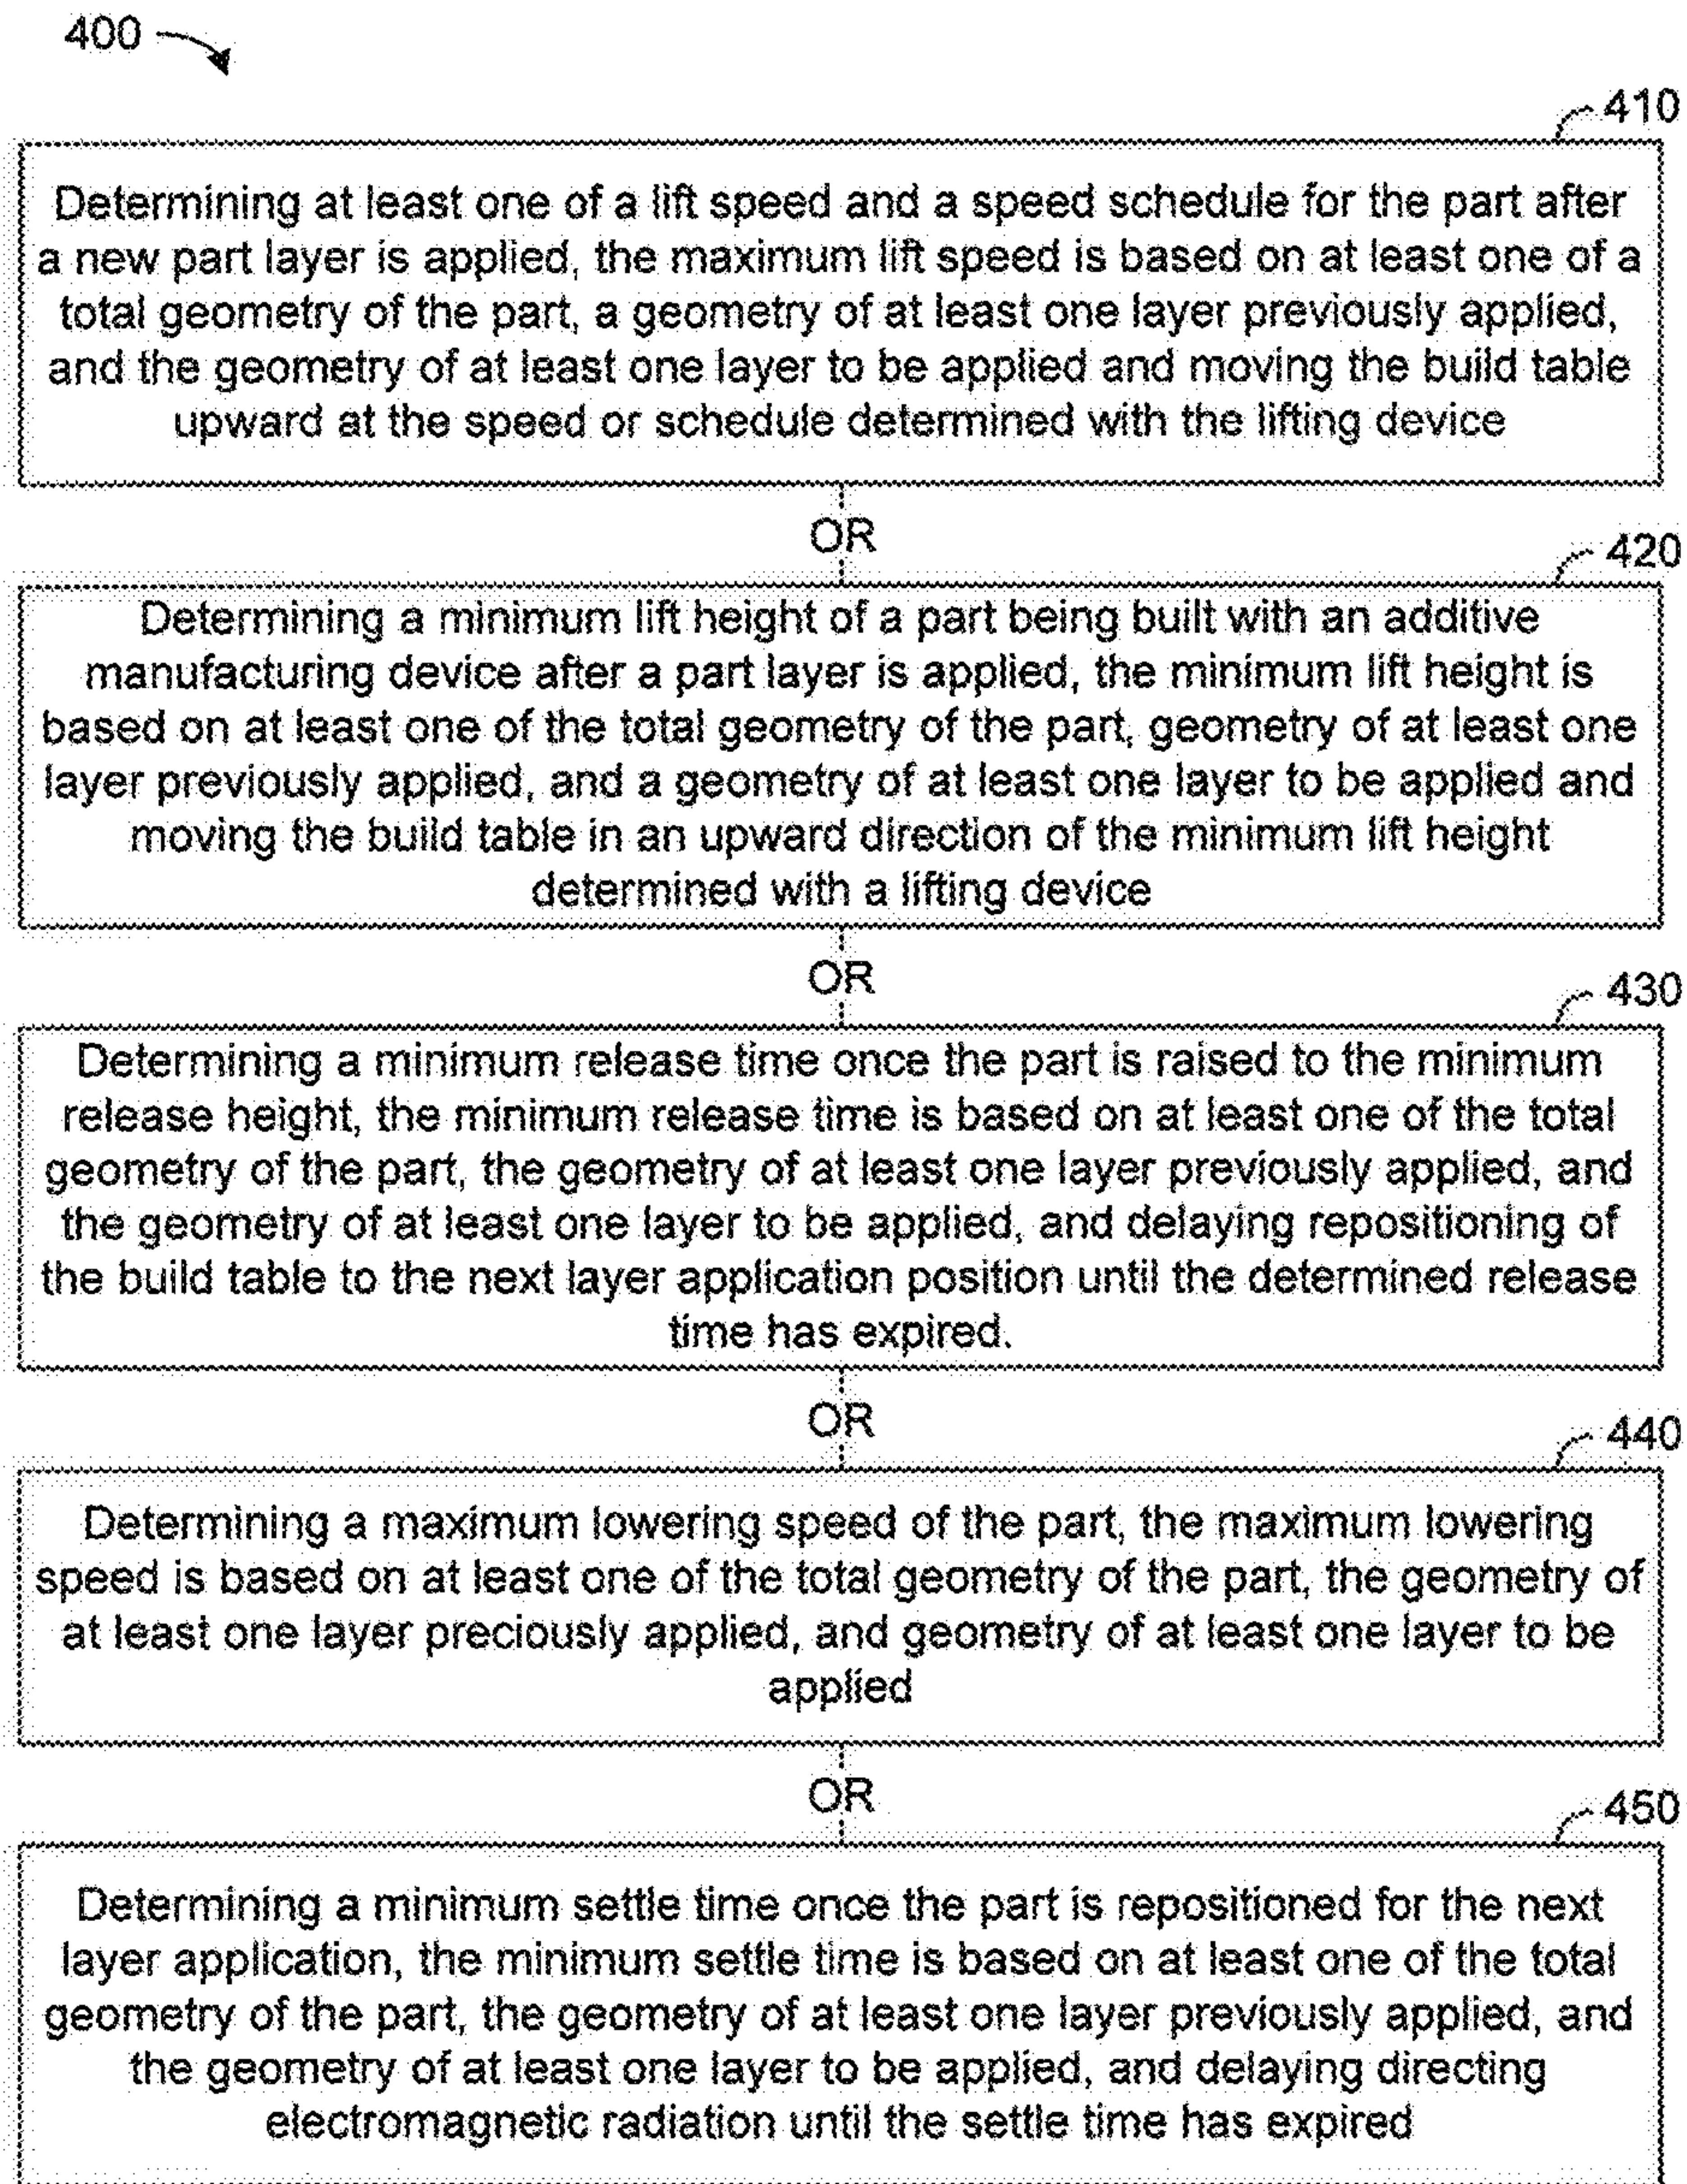 400
410
Determining at least one of a lift speed and a speed schedule for the part after
a new part layer is applied, the maximum lift speed is based on at least one of a
total geometry of the part, a geometry of at least one layer previously applied,
and the geometry of at least one layer to be applied and moving the build table
upward at the speed or schedule determined with the lifting device
OR
420
Determining a minimum lift height of a part being built with an additive
manufacturing device after a part layer is applied, the minimum lift height is
based on at least one of the total geometry of the part, geometry of at least one
layer previously applied, and a geometry of at least one layer to be applied and
moving the build table in an upward direction of the minimum lift height
determined with a lifting device
OR
430
Determining a minimum release time once the part is raised to the minimum
release height, the minimum release time is based on at least one of the total
geometry of the part, the geometry of at least one layer previously applied, and
the geometry of at least one layer to be applied, and delaying repositioning of
the build table to the next layer application position until the determined release
time has expired.
OR
440
Determining a maximum lowering speed of the part, the maximum lowering
speed is based on at least one of the total geometry of the part, the geometry of
at least one layer preciously applied, and geometry of at least one layer to be
applied
OR
450
Determining a minimum settle time once the part is repositioned for the next
layer application, the minimum settle time is based on at least one of the total
geometry of the part, the geometry of at least one layer previously applied, and
the geometry of at least one layer to be applied, and delaying directing
electromagnetic radiation until the settle time has expired